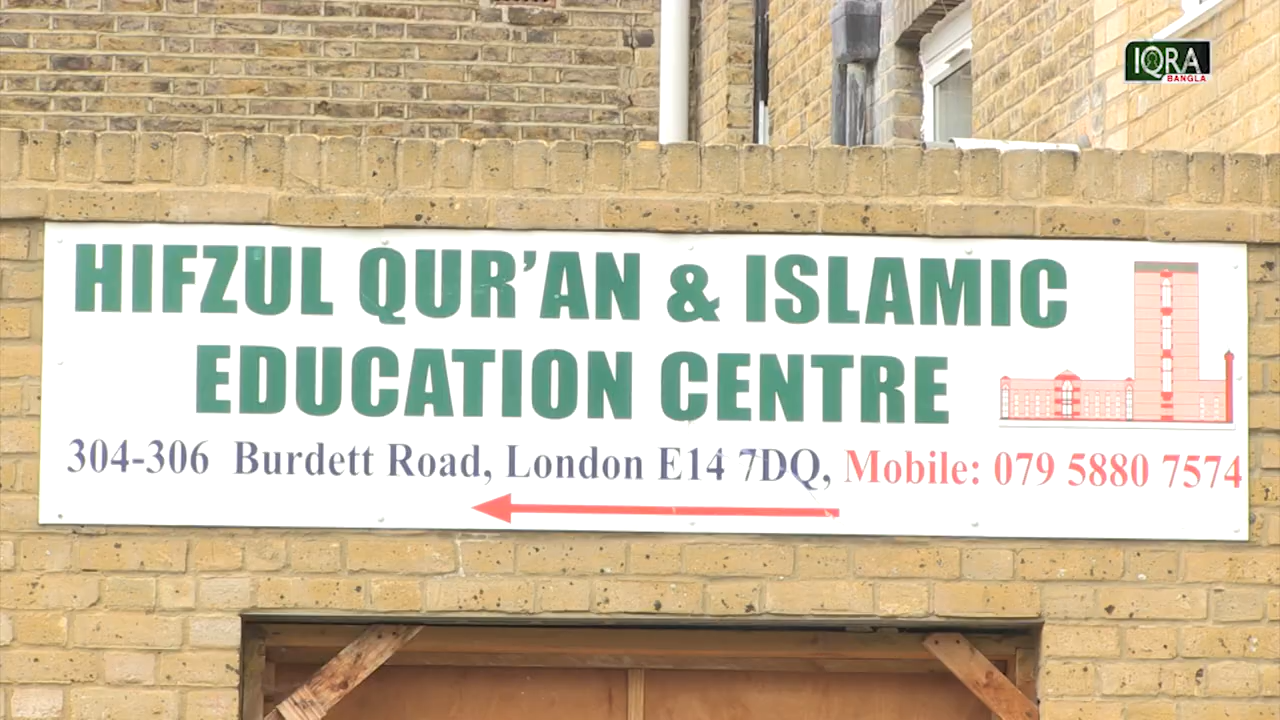 IQRA
BANGLA
HIFZUL QUR'AN & ISLAMIC
EDUCATION CENTRE
304-306 Burdett Road, London E14 7DQ, Mobile: 079 5880 7574